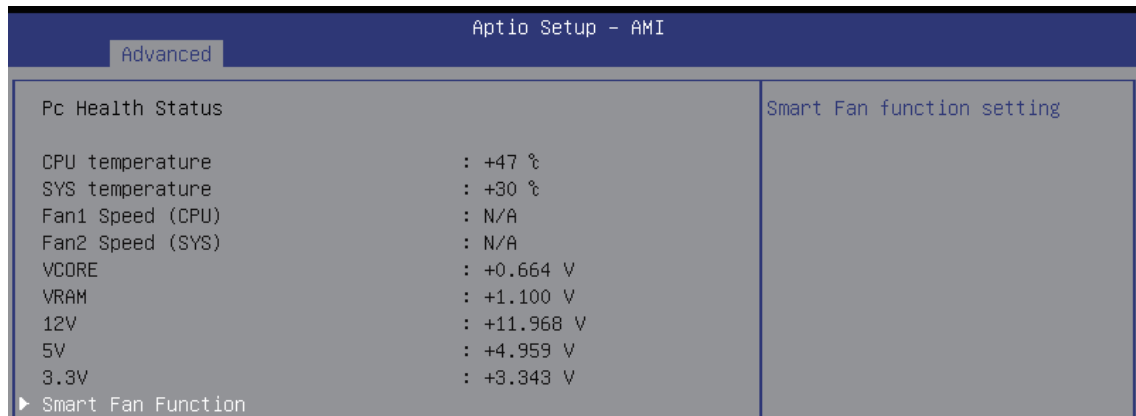 Aptio Setup – AMI
Advanced
Pc Health Status
Smart Fan function setting
CPU temperature : +47 ℃
SYS temperature : +30 ℃
Fan1 Speed (CPU) : N/A
Fan2 Speed (SYS) : N/A
VCORE : +0.664 V
VRAM : +1.100 V
12V : +11.968 V
5V : +4.959 V
3.3V : +3.343 V
▶ Smart Fan Function